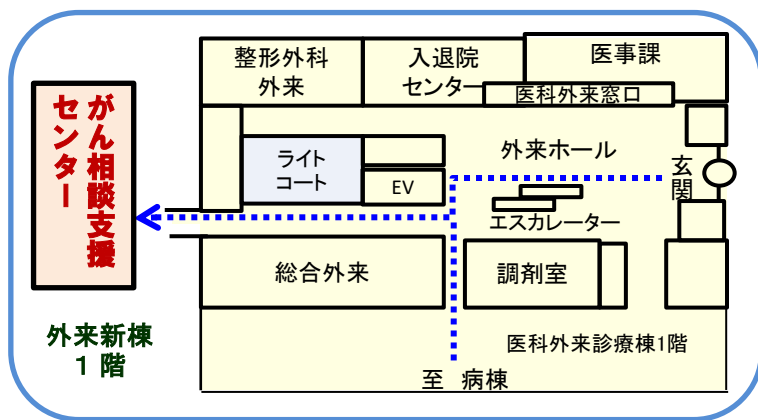 整形外科
外来
入退院
センター
医事課
医科外来窓口
がん相談支援
センター
ライト
コート
EV
外来ホール
玄関
エスカレーター
総合外来
調剤室
外来新棟
1階
医科外来診療棟1階
至 病棟